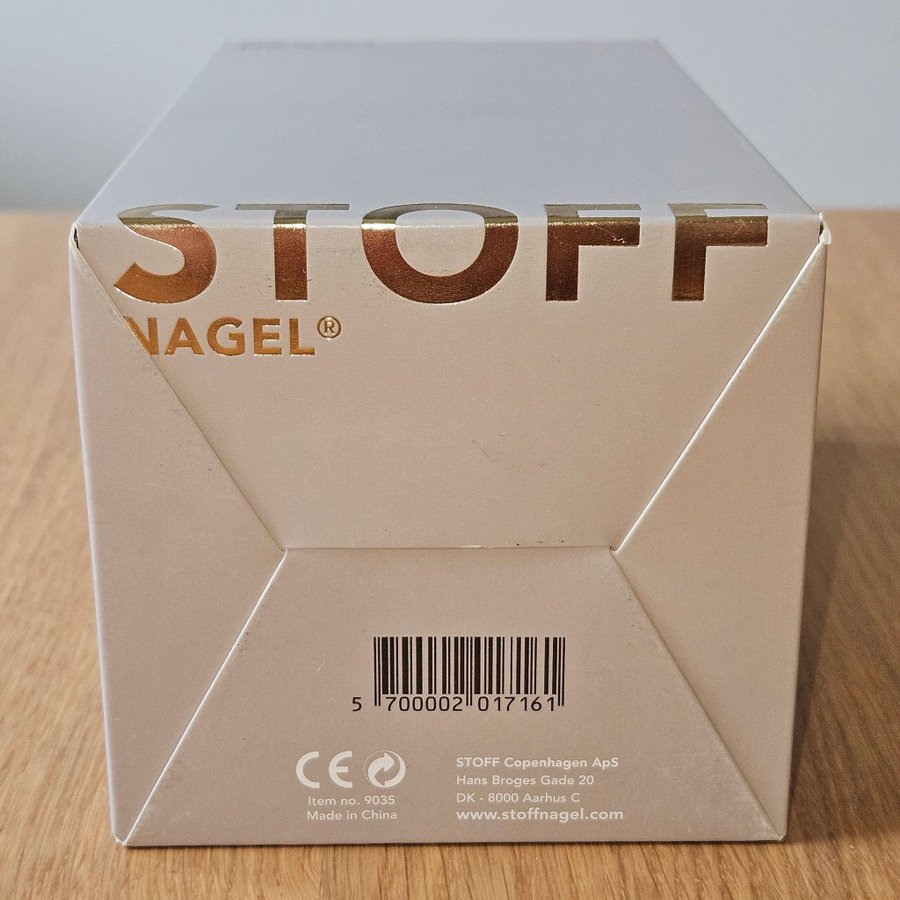 STOFF
NAGEL®
5 700002 017161
CE
Item no. 9035
Made in China
STOFF Copenhagen ApS
Hans Broges Gade 20
DK - 8000 Aarhus C
www.stoffnagel.com